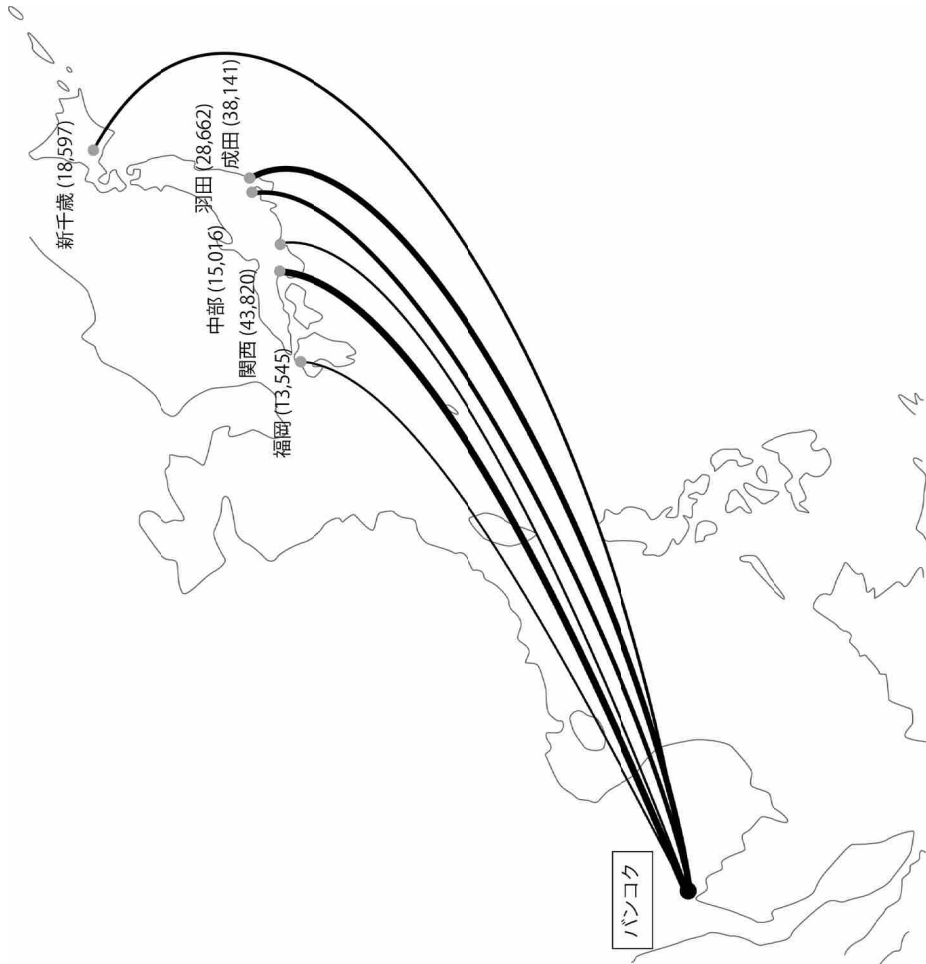 新千歳 (18,597)
羽田 (28,662)
成田 (38,141)
中部 (15,016)
関西 (43,820)
福岡 (13,545)
バンコク